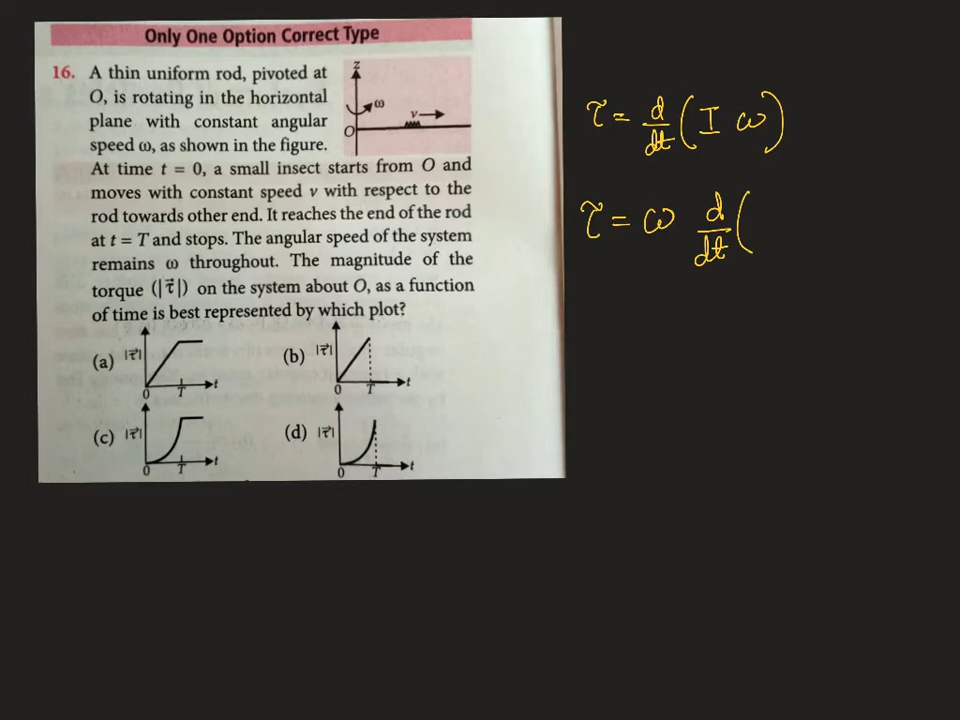 Only One Option Correct Type
16. A thin uniform rod, pivoted at
O, is rotating in the horizontal
plane with constant angular
speed ω, as shown in the figure.
z
ω
v
O
At time t = 0, a small insect starts from O and
moves with constant speed v with respect to the
rod towards other end. It reaches the end of the rod
at t = T and stops. The angular speed of the system
remains ω throughout. The magnitude of the
torque (|τ⃗|) on the system about O, as a function
of time is best represented by which plot?
(a) |τ⃗| 0 T t
(b) |τ⃗| 0 T t
(c) |τ⃗| 0 T t
(d) |τ⃗| 0 T t
τ = d/dt (I ω)
τ = ω d/dt (